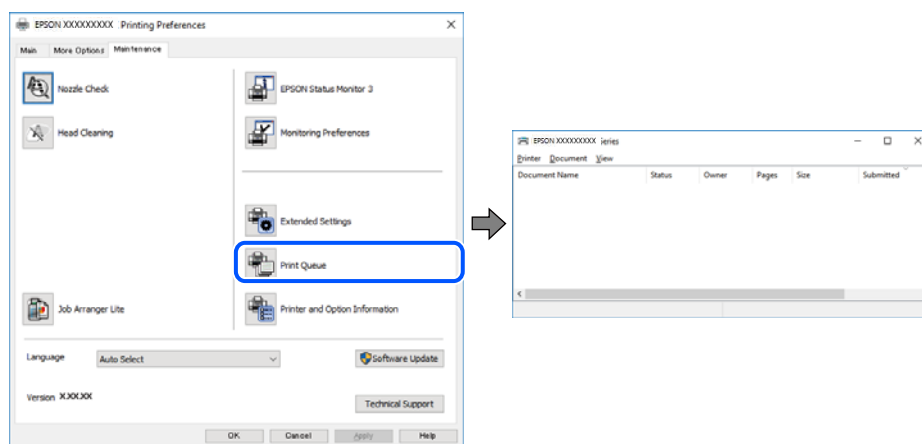 EPSON XXXXXXXXX Printing Preferences
Main More Options Maintenance
Nozzle Check
Head Cleaning
Job Arranger Lite
EPSON Status Monitor 3
Monitoring Preferences
Extended Settings
Print Queue
Printer and Option Information
Language Auto Select
Software Update
Version X.XX.XX
Technical Support
OK Cancel Apply Help
EPSON XXXXXXXXX ieries
Printer Document View
Document Name Status Owner Pages Size Submitted